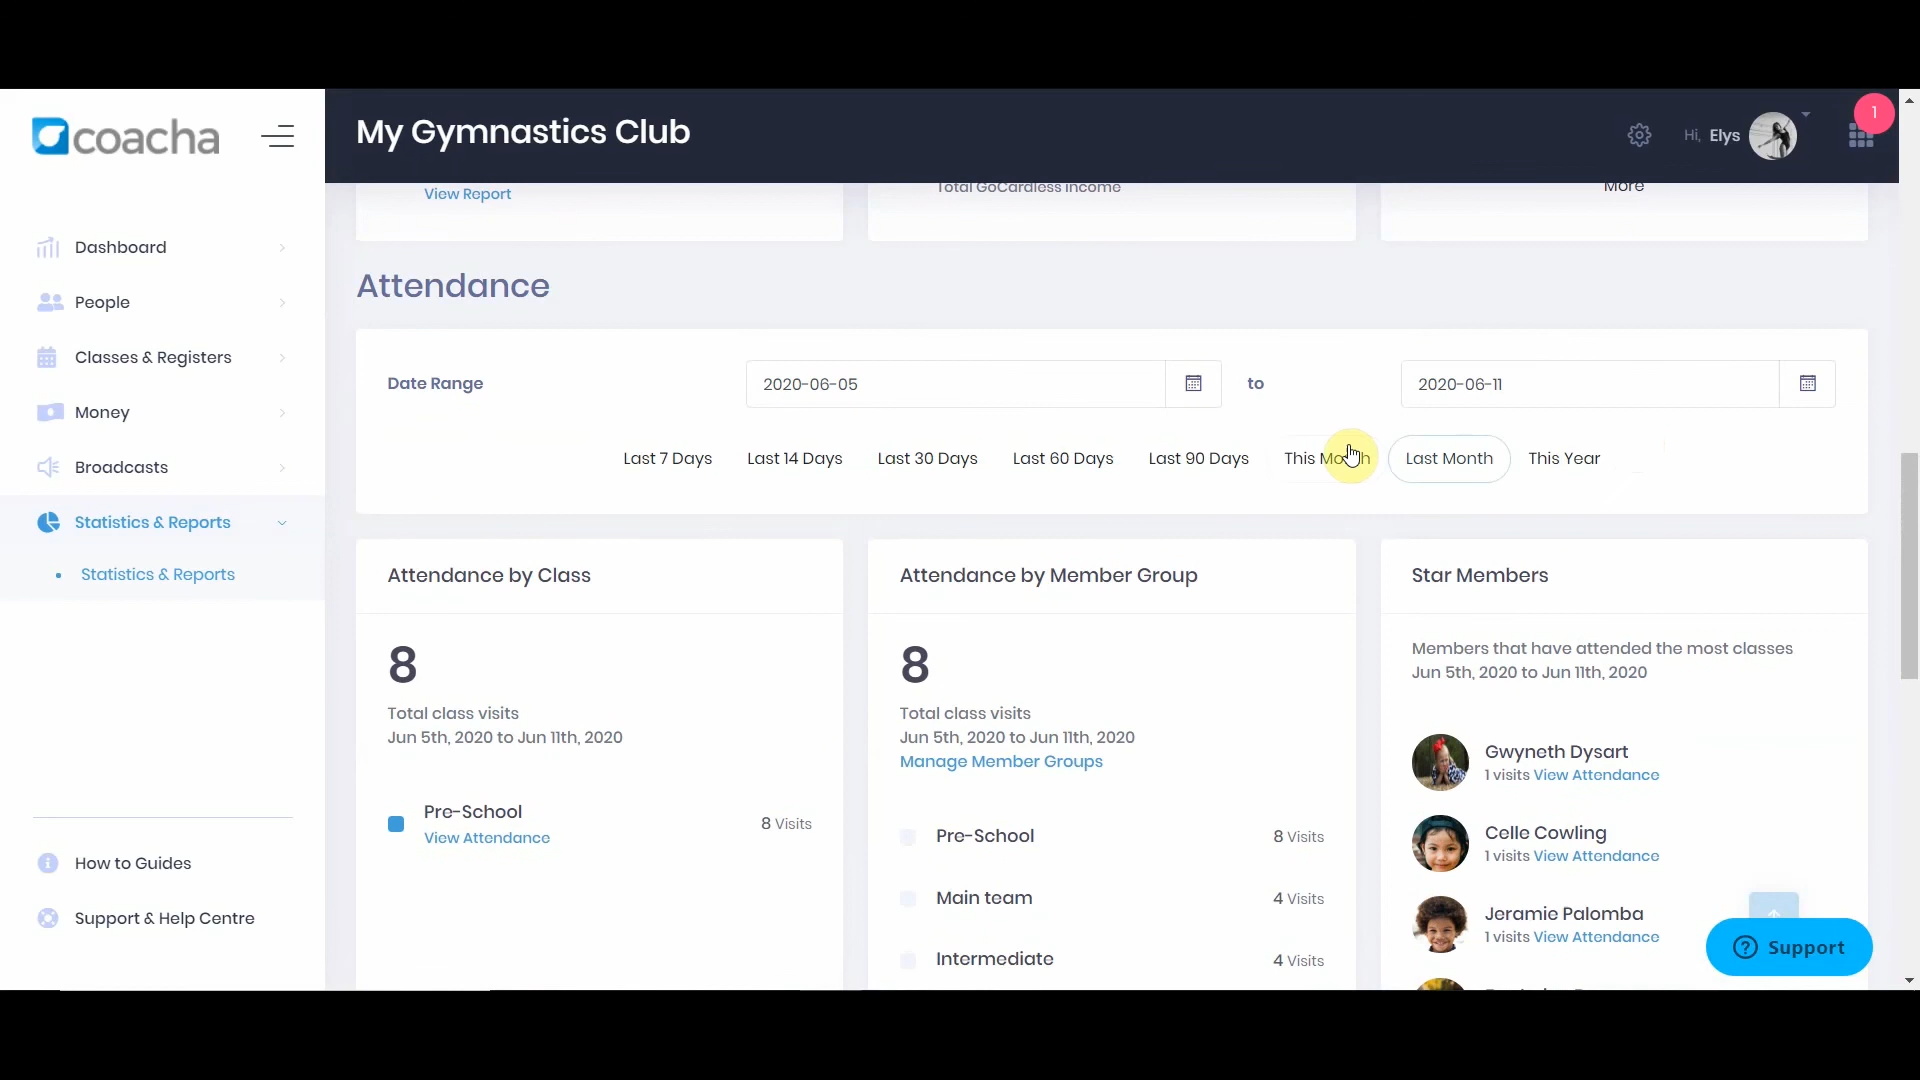 coacha
My Gymnastics Club
Hi, Elys
1
View Report
Total GoCardless income
More
Dashboard
People
Classes & Registers
Money
Broadcasts
Statistics & Reports
Statistics & Reports
How to Guides
Support & Help Centre
Attendance
Date Range
2020-06-05
to
2020-06-11
Last 7 Days
Last 14 Days
Last 30 Days
Last 60 Days
Last 90 Days
This Month
Last Month
This Year
Attendance by Class
8
Total class visits
Jun 5th, 2020 to Jun 11th, 2020
Pre-School
8 Visits
View Attendance
Attendance by Member Group
8
Total class visits
Jun 5th, 2020 to Jun 11th, 2020
Manage Member Groups
Pre-School
8 Visits
Main team
4 Visits
Intermediate
4 Visits
Star Members
Members that have attended the most classes
Jun 5th, 2020 to Jun 11th, 2020
Gwyneth Dysart
1 visits View Attendance
Celle Cowling
1 visits View Attendance
Jeramie Palomba
1 visits View Attendance
Support